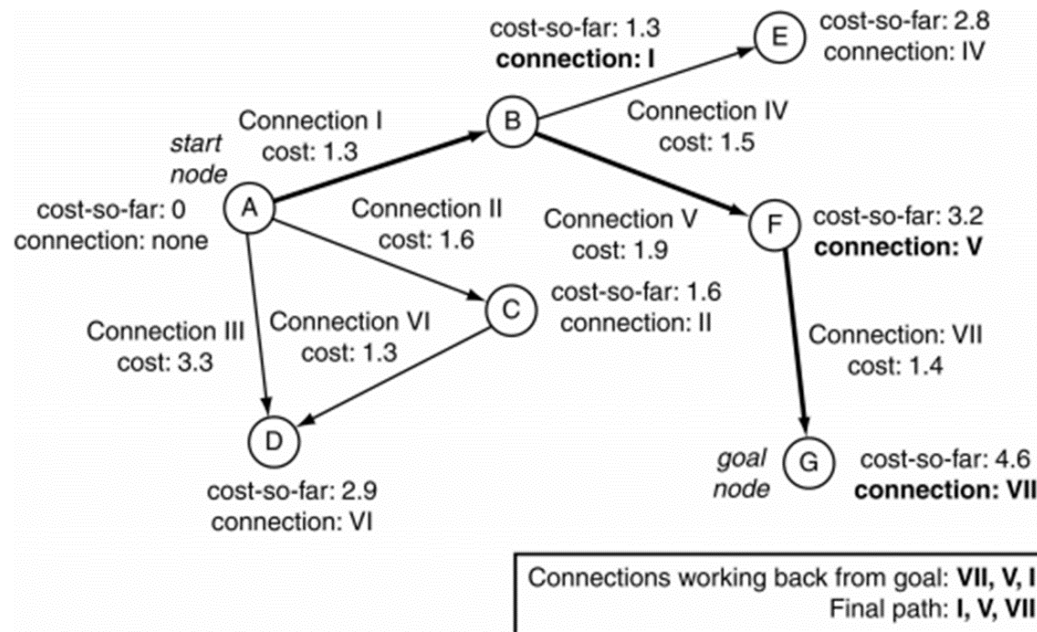 cost-so-far: 1.3
connection: I
E
cost-so-far: 2.8
connection: IV
Connection I
cost: 1.3
B
Connection IV
cost: 1.5
start
node
cost-so-far: 0
connection: none
A
Connection II
cost: 1.6
Connection V
cost: 1.9
F
cost-so-far: 3.2
connection: V
Connection III
cost: 3.3
Connection VI
cost: 1.3
C
cost-so-far: 1.6
connection: II
Connection: VII
cost: 1.4
D
cost-so-far: 2.9
connection: VI
goal
node
G
cost-so-far: 4.6
connection: VII
Connections working back from goal: VII, V, I
Final path: I, V, VII